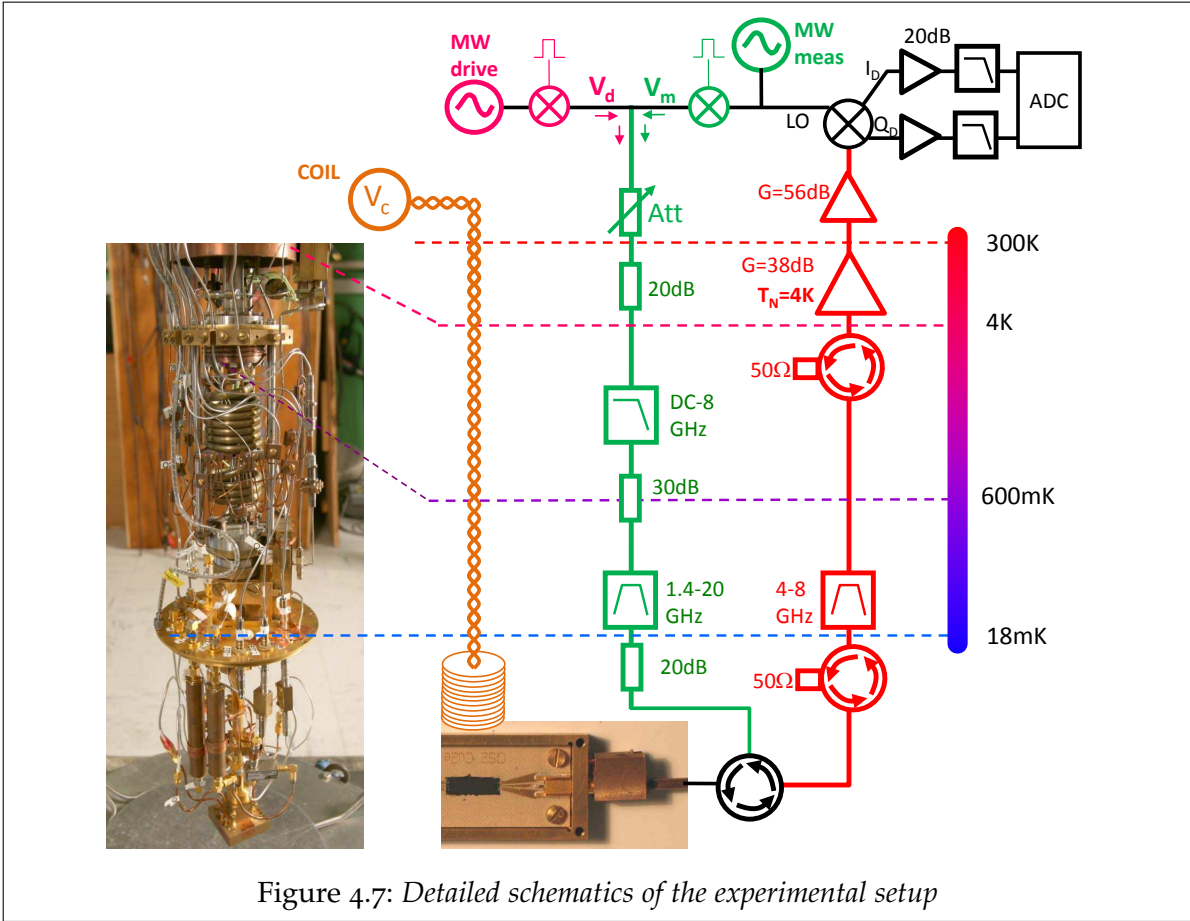 MW
drive
V_d
V_m
MW
meas
20dB
I_D
LO
Q_D
ADC
COIL
V_c
Att
G=56dB
300K
G=38dB
T_N=4K
20dB
4K
50Ω
DC-8
GHz
30dB
600mK
1.4-20
GHz
4-8
GHz
18mK
20dB
50Ω
Figure 4.7: Detailed schematics of the experimental setup